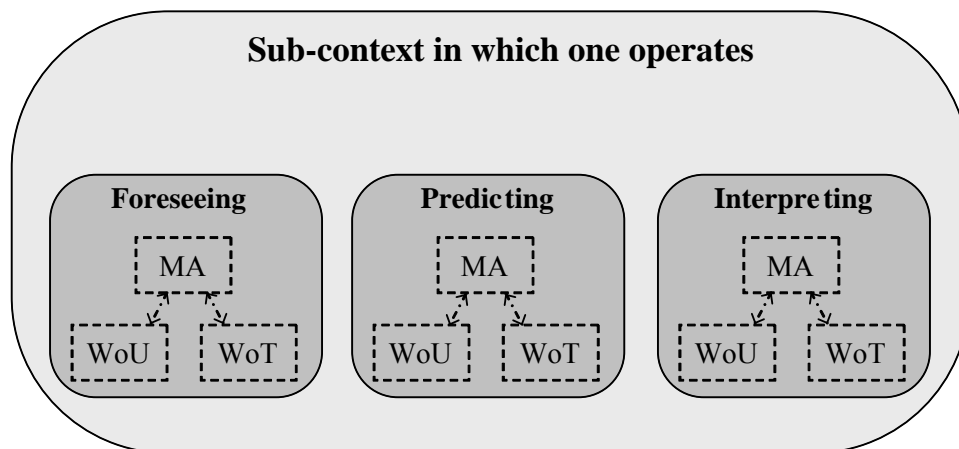 Sub-context in which one operates
Foreseeing Predicting Interpreting
MA MA MA
WoU WoT WoU WoT WoU WoT